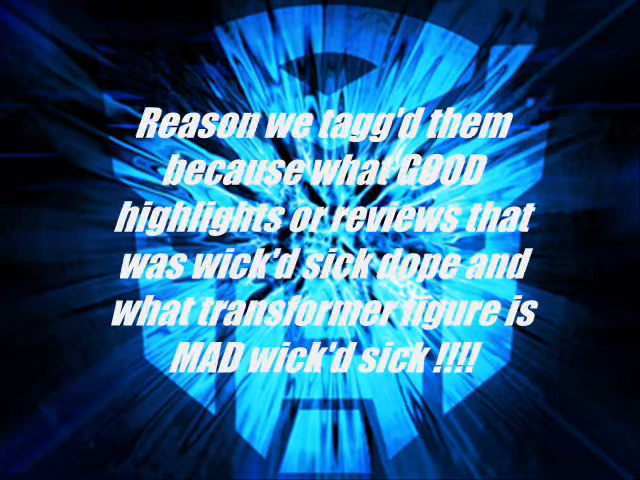 Reason we tagg'd them
because what GOOD
highlights or reviews that
was wick'd sick dope and
what transformer figure is
MAD wick'd sick !!!!